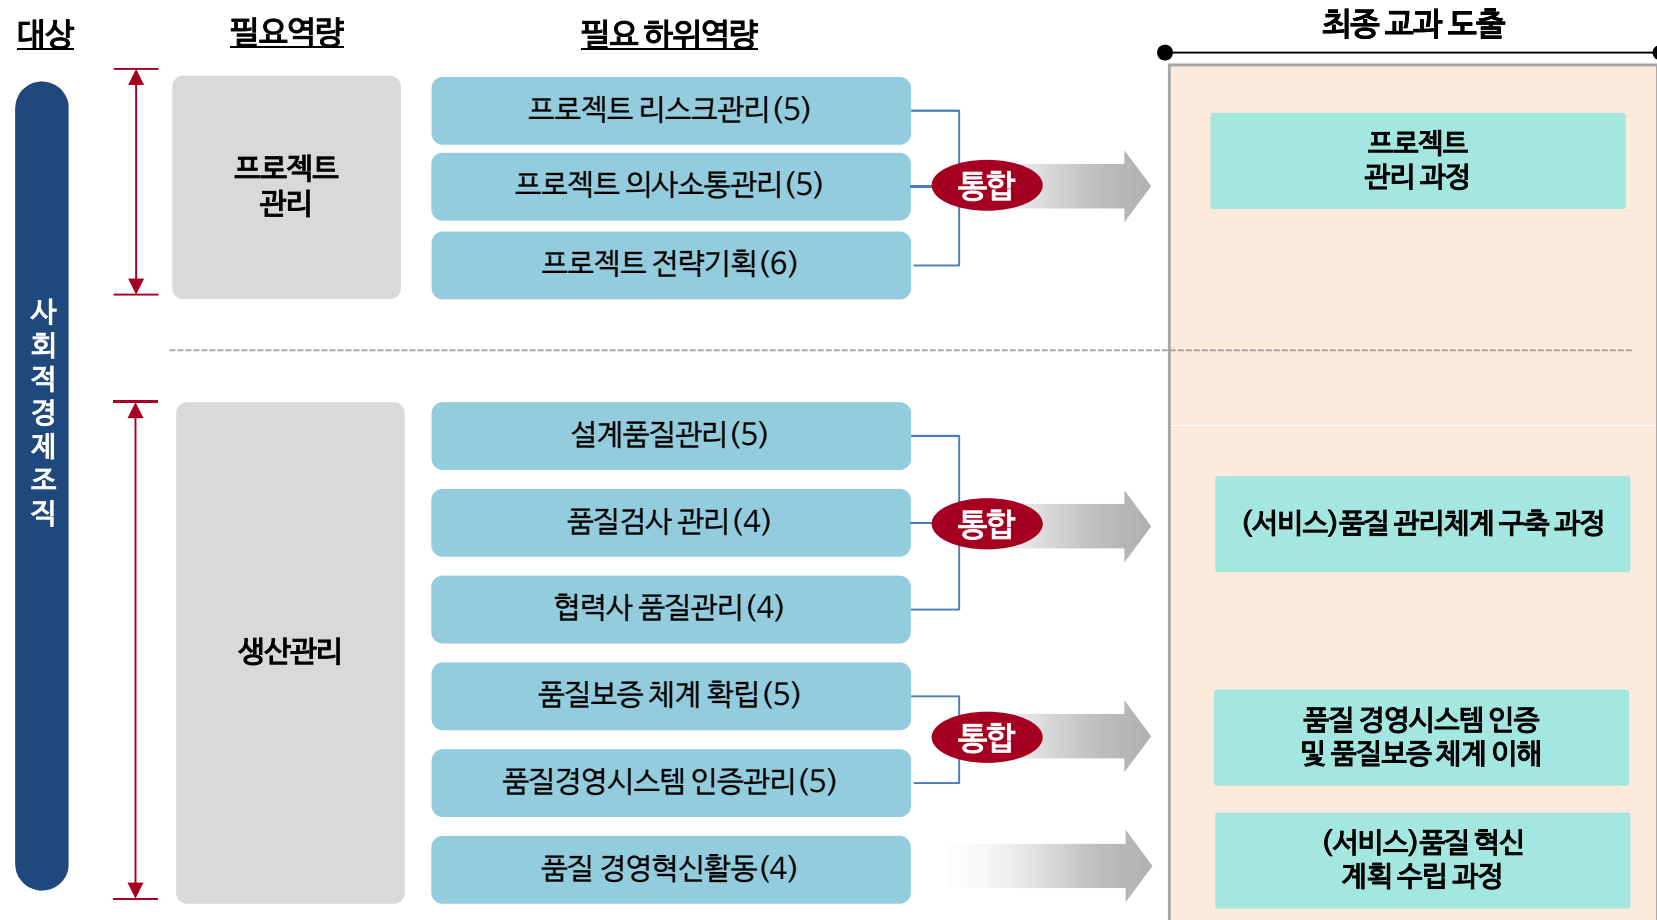 대상
필요역량
필요 하위역량
최종 교과 도출
사회적경제조직
프로젝트
관리
프로젝트 리스크관리(5)
프로젝트 의사소통관리(5)
프로젝트 전략기획(6)
통합
프로젝트
관리 과정
생산관리
설계품질관리(5)
품질검사 관리(4)
협력사 품질관리(4)
통합
(서비스)품질 관리체계 구축 과정
품질보증 체계 확립(5)
품질경영시스템 인증관리(5)
통합
품질 경영시스템 인증
및 품질보증 체계 이해
품질 경영혁신활동(4)
(서비스)품질 혁신
계획 수립 과정